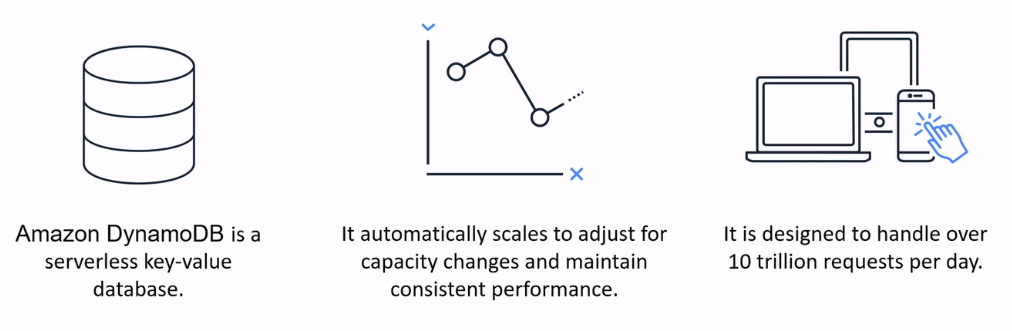 Amazon DynamoDB is a
serverless key-value
database.
It automatically scales to adjust for
capacity changes and maintain
consistent performance.
It is designed to handle over
10 trillion requests per day.